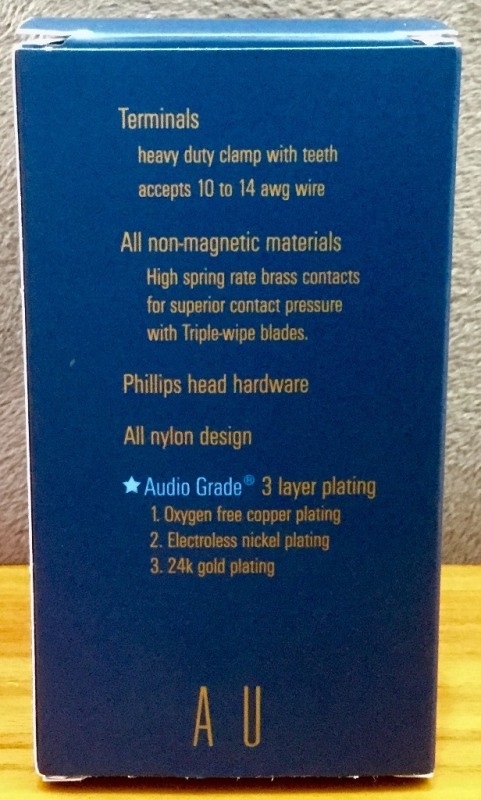 Terminals
heavy duty clamp with teeth
accepts 10 to 14 awg wire
All non-magnetic materials
High spring rate brass contacts
for superior contact pressure
with Triple-wipe blades.
Phillips head hardware
All nylon design
★Audio Grade® 3 layer plating
1. Oxygen free copper plating
2. Electroless nickel plating
3. 24k gold plating
A U